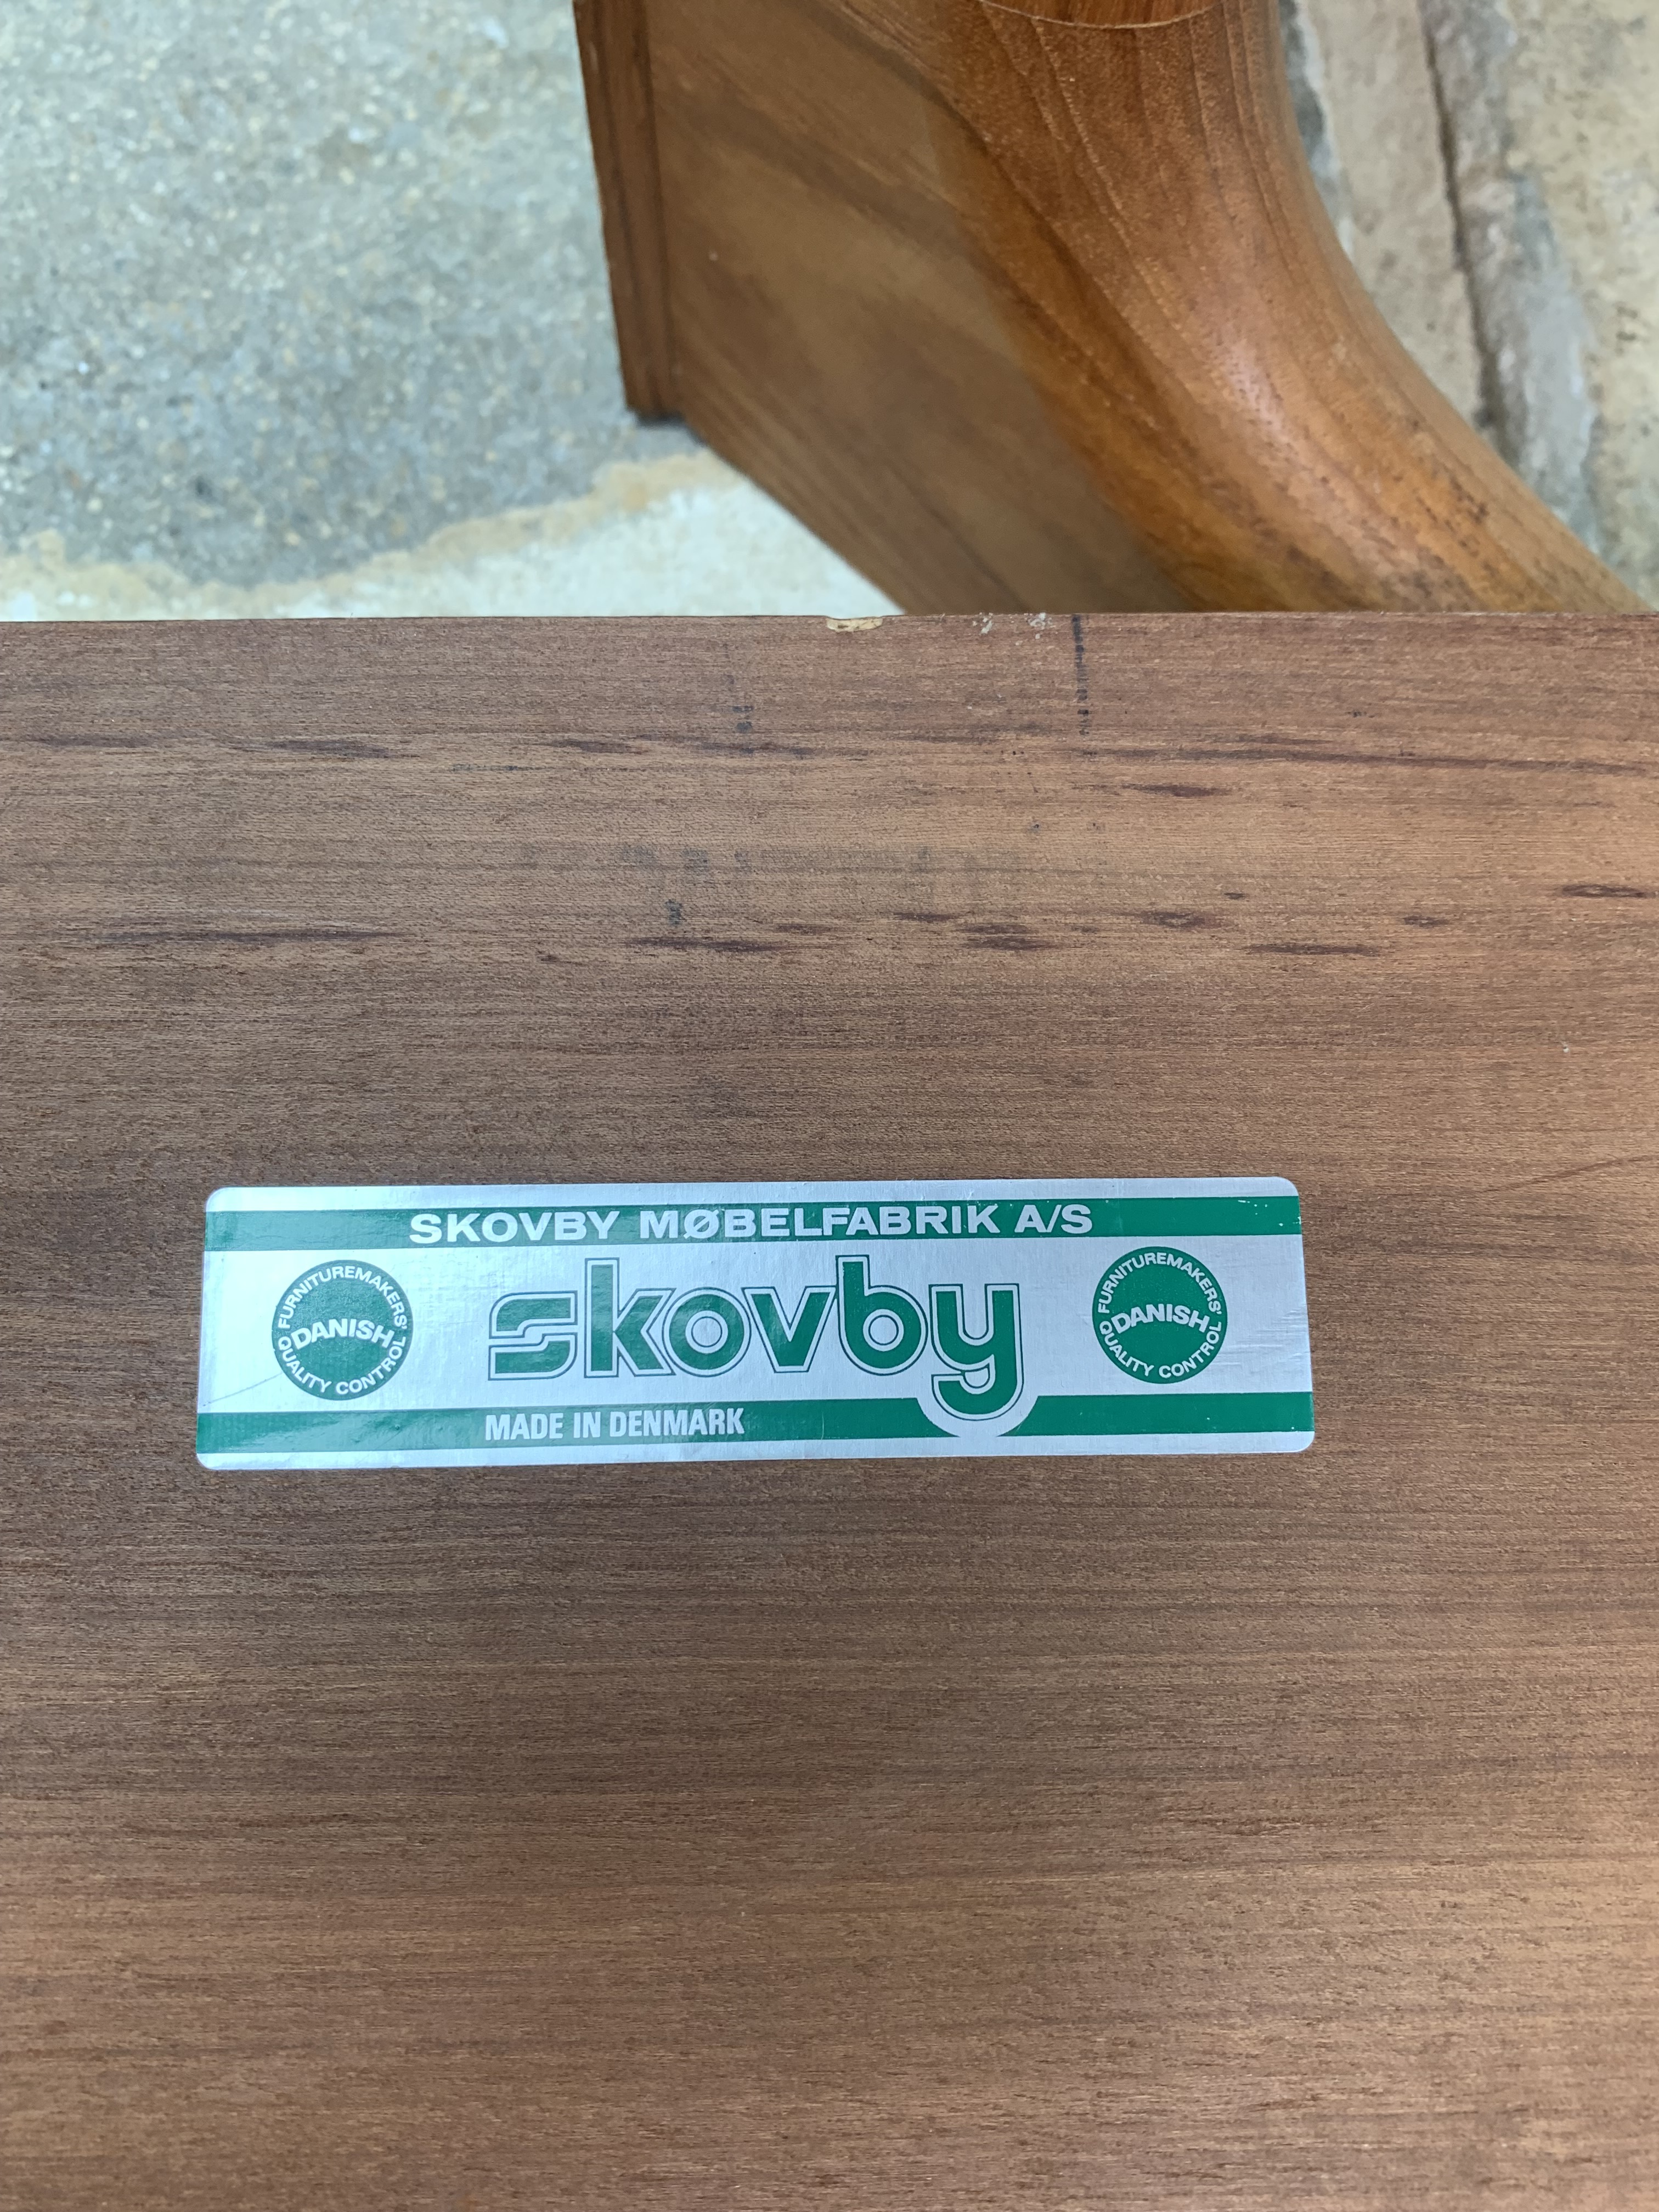 SKOVBY MØBELFABRIK A/S
FURNITUREMAKERS'
DANISH
QUALITY CONTROL
skovby
FURNITUREMAKERS'
DANISH
QUALITY CONTROL
MADE IN DENMARK